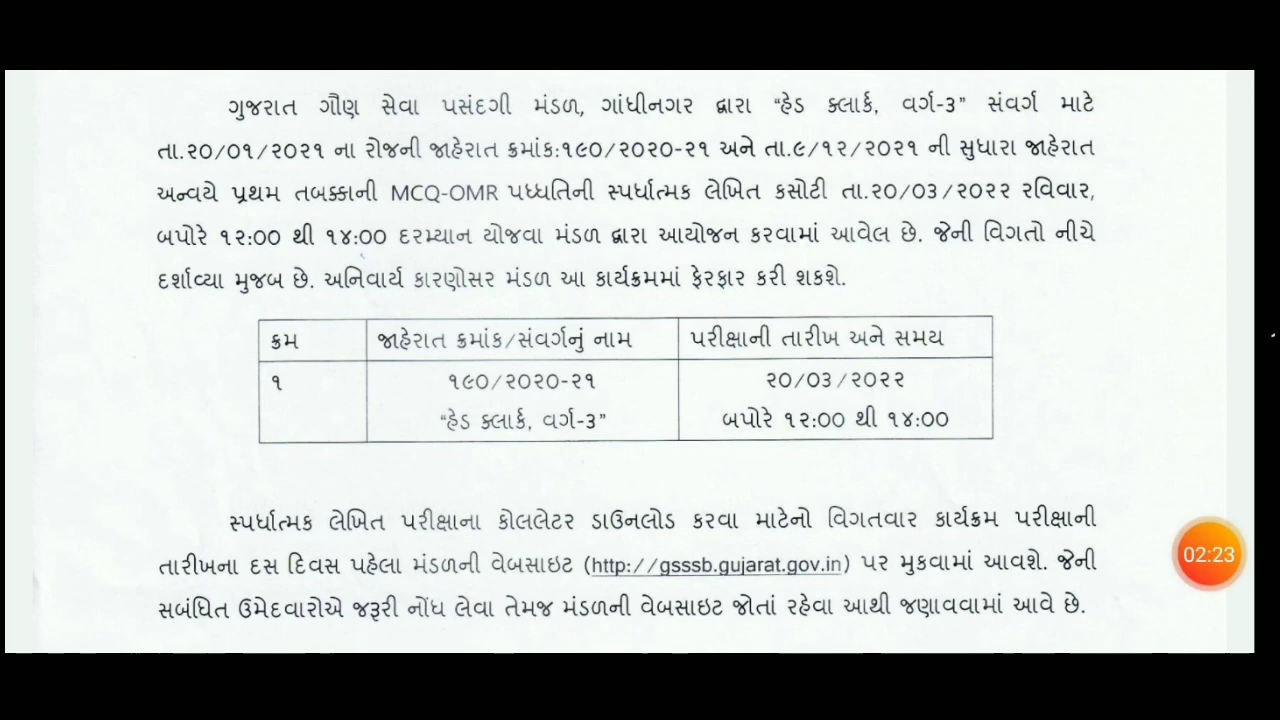 ગુજરાત ગૌણ સેવા પસંદગી મંડળ, ગાંધીનગર દ્વારા “હેડ ક્લાર્ક, વર્ગ-૩” સંવર્ગ માટે
તા.૨૦/૦૧/૨૦૨૧ ના રોજની જાહેરાત ક્રમાંક:૧૯૦/૨૦૨૦-૨૧ અને તા.૯/૧૨/૨૦૨૧ ની સુધારા જાહેરાત
અન્વયે પ્રથમ તબક્કાની MCQ-OMR પધ્ધતિની સ્પર્ધાત્મક લેખિત કસોટી તા.૨૦/૦૩/૨૦૨૨ રવિવાર,
બપોરે ૧૨:૦૦ થી ૧૪:૦૦ દરમ્યાન યોજવા મંડળ દ્વારા આયોજન કરવામાં આવેલ છે. જેની વિગતો નીચે
દર્શાવ્યા મુજબ છે. અનિવાર્ય કારણોસર મંડળ આ કાર્યક્રમમાં ફેરફાર કરી શકશે.
ક્રમ જાહેરાત ક્રમાંક/સંવર્ગનું નામ પરીક્ષાની તારીખ અને સમય
૧ ૧૯૦/૨૦૨૦-૨૧ ૨૦/૦૩/૨૦૨૨
“હેડ ક્લાર્ક, વર્ગ-૩” બપોરે ૧૨:૦૦ થી ૧૪:૦૦
સ્પર્ધાત્મક લેખિત પરીક્ષાના કોલલેટર ડાઉનલોડ કરવા માટેનો વિગતવાર કાર્યક્રમ પરીક્ષાની
તારીખના દસ દિવસ પહેલા મંડળની વેબસાઇટ (http://gsssb.gujarat.gov.in) પર મુકવામાં આવશે. જેની
સબંધિત ઉમેદવારોએ જરૂરી નોંધ લેવા તેમજ મંડળની વેબસાઇટ જોતાં રહેવા આથી જણાવવામાં આવે છે.
02:23